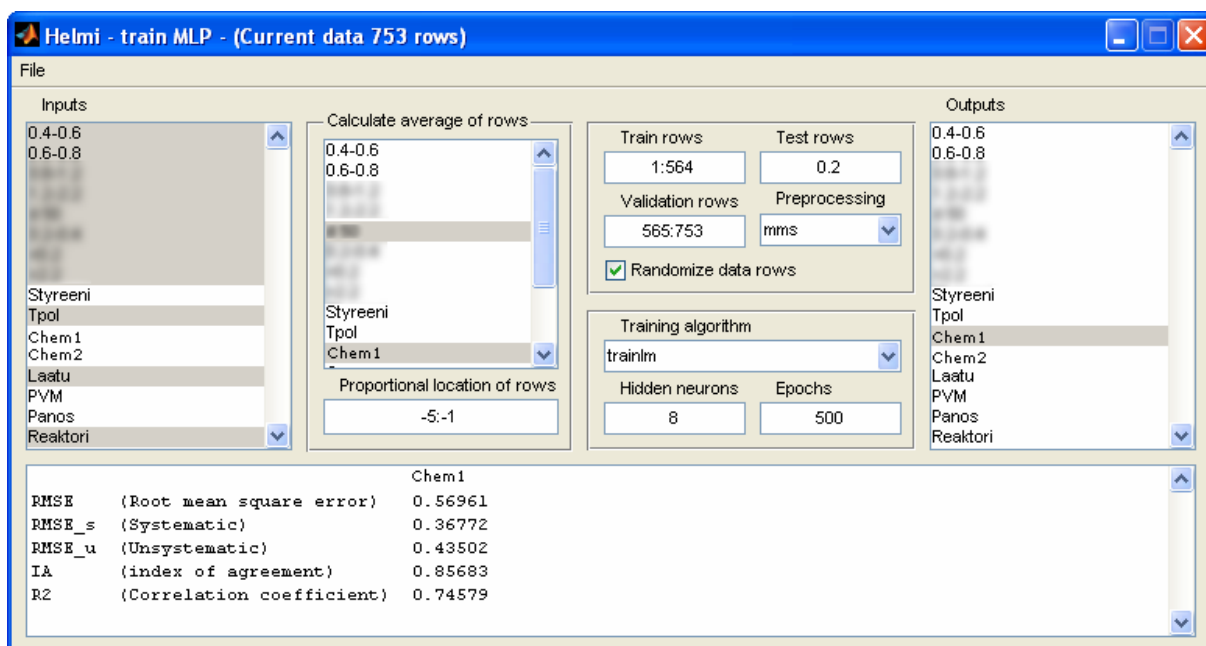 Helmi - train MLP - (Current data 753 rows)
File
Inputs
0.4-0.6
0.6-0.8
Styreeni
Tpol
Chem1
Chem2
Laatu
PVM
Panos
Reaktori
Calculate average of rows
0.4-0.6
0.6-0.8
Styreeni
Tpol
Chem1
Proportional location of rows
-5:-1
Train rows
Test rows
1:564
0.2
Validation rows
Preprocessing
565:753
mms
Randomize data rows
Training algorithm
trainlm
Hidden neurons
Epochs
8
500
Outputs
0.4-0.6
0.6-0.8
Styreeni
Tpol
Chem1
Chem2
Laatu
PVM
Panos
Reaktori
Chem1
RMSE (Root mean square error) 0.56961
RMSE_s (Systematic) 0.36772
RMSE_u (Unsystematic) 0.43502
IA (index of agreement) 0.85683
R2 (Correlation coefficient) 0.74579